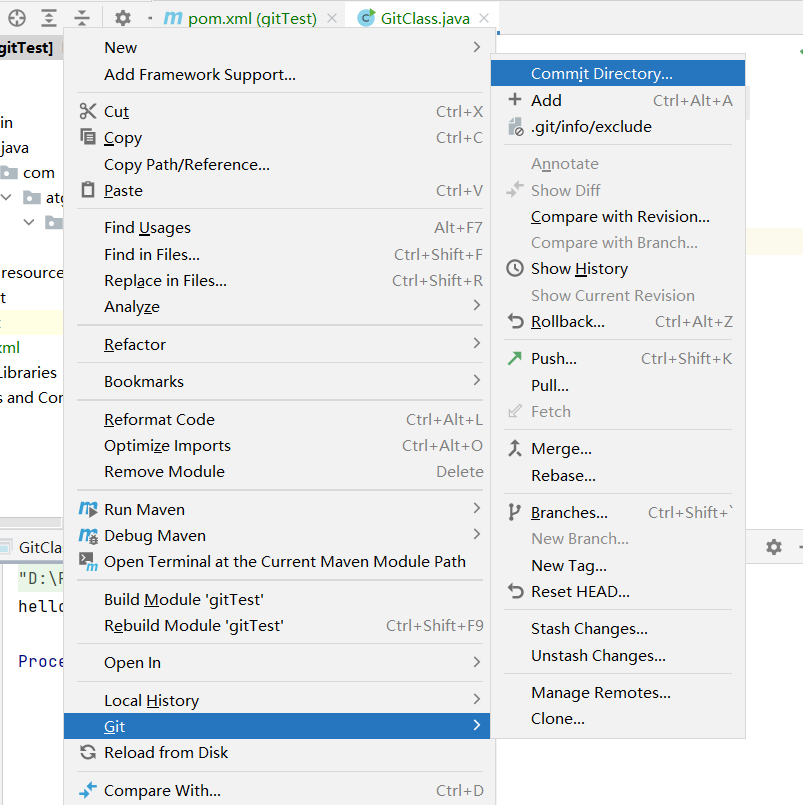 pom.xml (gitTest)
GitClass.java
gitTest]
in
java
com
resource
t
xml
Libraries
s and Con
New
Add Framework Support...
Cut Ctrl+X
Copy Ctrl+C
Copy Path/Reference...
Paste Ctrl+V
Find Usages Alt+F7
Find in Files... Ctrl+Shift+F
Replace in Files... Ctrl+Shift+R
Analyze
Refactor
Bookmarks
Reformat Code Ctrl+Alt+L
Optimize Imports Ctrl+Alt+O
Remove Module Delete
Run Maven
Debug Maven
Open Terminal at the Current Maven Module Path
Build Module 'gitTest'
Rebuild Module 'gitTest' Ctrl+Shift+F9
Open In
Local History
Git
Reload from Disk
Compare With... Ctrl+D
Commit Directory...
Add Ctrl+Alt+A
.git/info/exclude
Annotate
Show Diff
Compare with Revision...
Compare with Branch...
Show History
Show Current Revision
Rollback... Ctrl+Alt+Z
Push... Ctrl+Shift+K
Pull...
Fetch
Merge...
Rebase...
Branches... Ctrl+Shift+`
New Branch...
New Tag...
Reset HEAD...
Stash Changes...
Unstash Changes...
Manage Remotes...
Clone...
GitCla
"D:\
hello
Proce